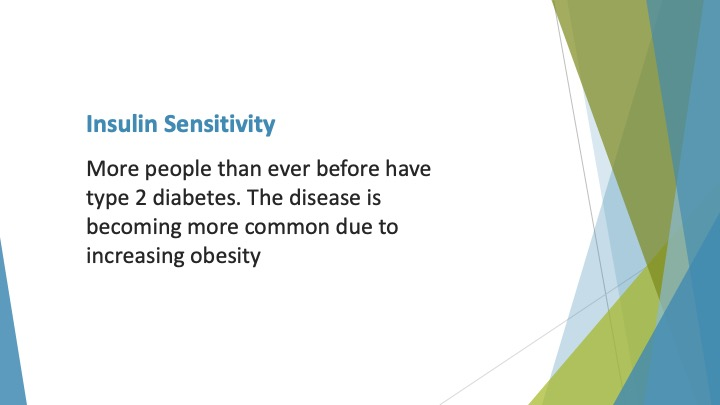 Insulin Sensitivity
More people than ever before have
type 2 diabetes. The disease is
becoming more common due to
increasing obesity